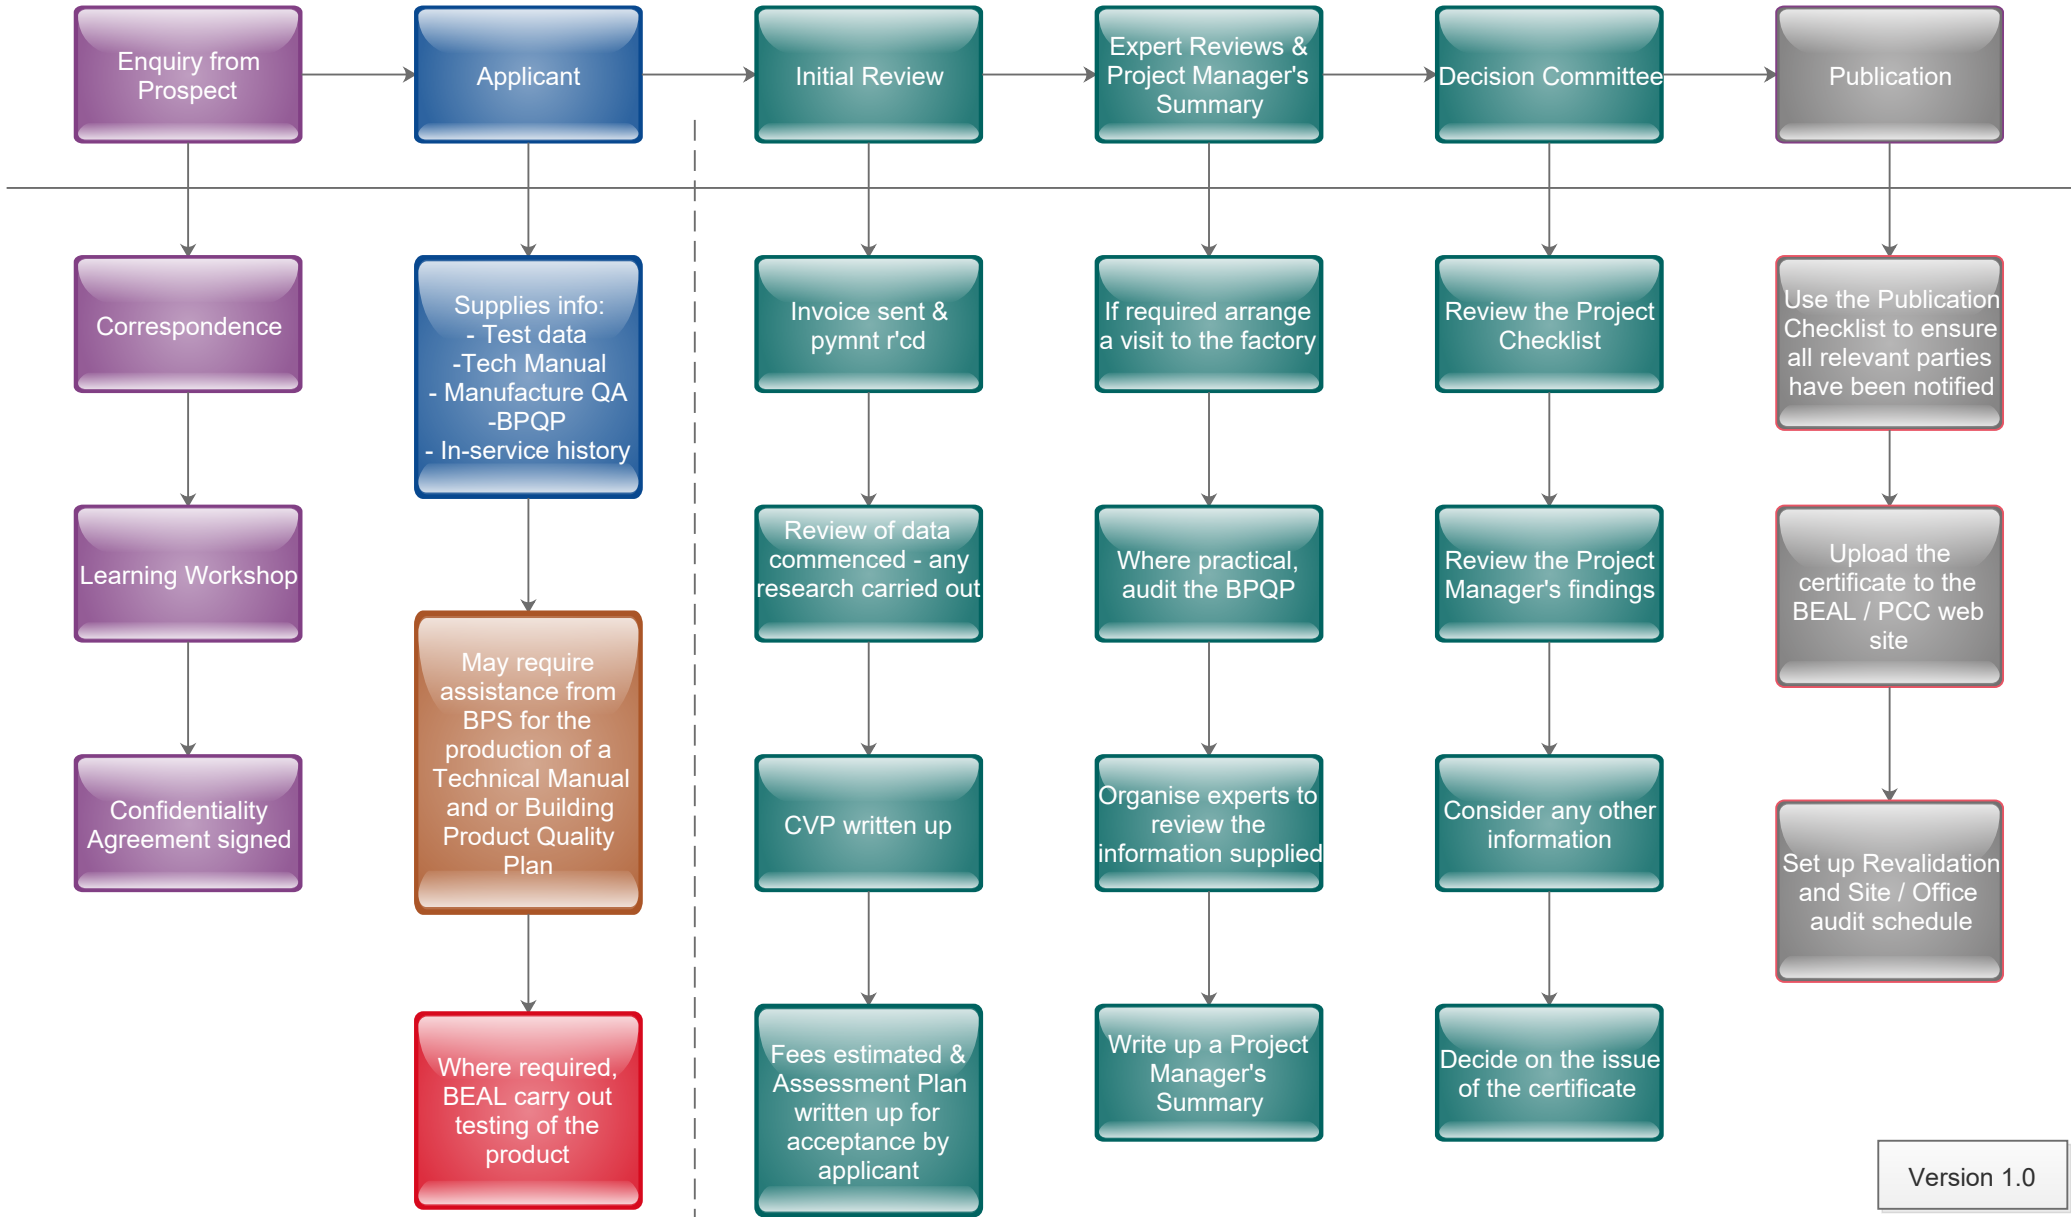 Enquiry from
Prospect
Applicant
Initial Review
Expert Reviews &
Project Manager's
Summary
Decision Committee
Publication
Correspondence
Learning Workshop
Confidentiality
Agreement signed
Supplies info:
- Test data
-Tech Manual
- Manufacture QA
-BPQP
- In-service history
May require
assistance from
BPS for the
production of a
Technical Manual
and or Building
Product Quality
Plan
Where required,
BEAL carry out
testing of the
product
Invoice sent &
pymnt r'cd
Review of data
commenced - any
research carried out
CVP written up
Fees estimated &
Assessment Plan
written up for
acceptance by
applicant
If required arrange
a visit to the factory
Where practical,
audit the BPQP
Organise experts to
review the
information supplied
Write up a Project
Manager's
Summary
Review the Project
Checklist
Review the Project
Manager's findings
Consider any other
information
Decide on the issue
of the certificate
Use the Publication
Checklist to ensure
all relevant parties
have been notified
Upload the
certificate to the
BEAL / PCC web
site
Set up Revalidation
and Site / Office
audit schedule
Version 1.0